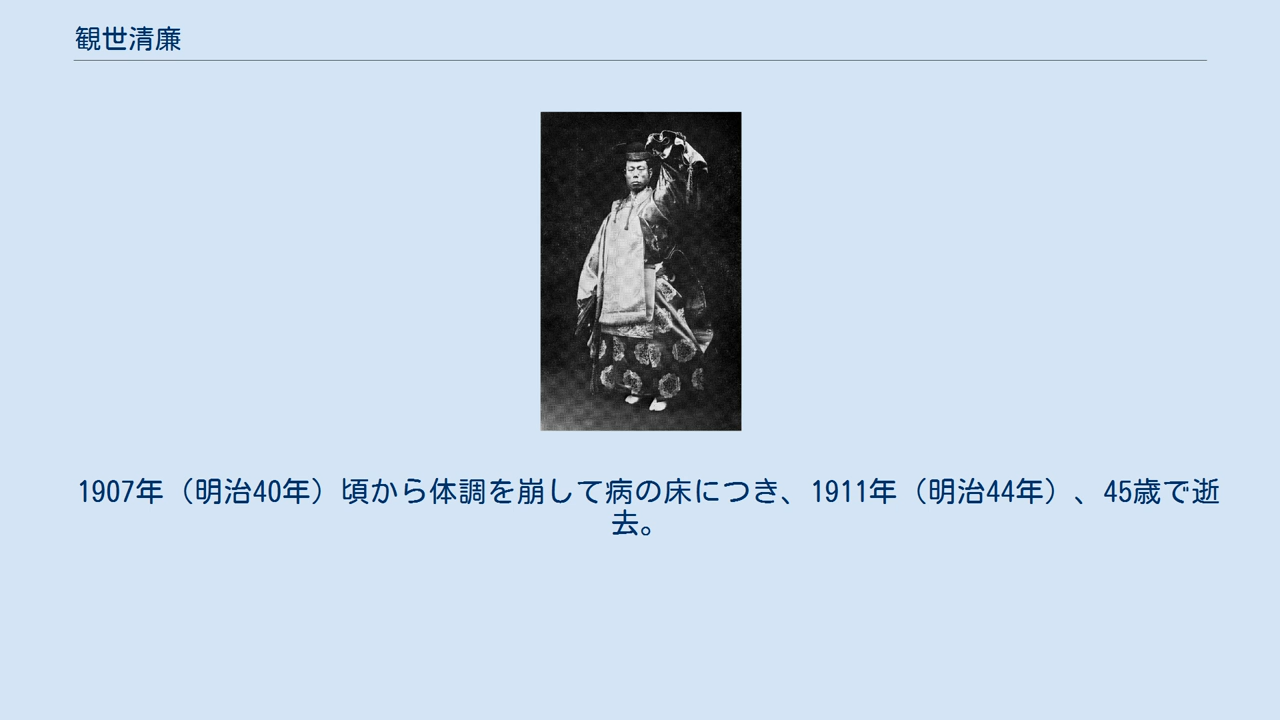 観世清廉
1907年（明治40年）頃から体調を崩して病の床につき、1911年（明治44年）、45歳で逝
去。